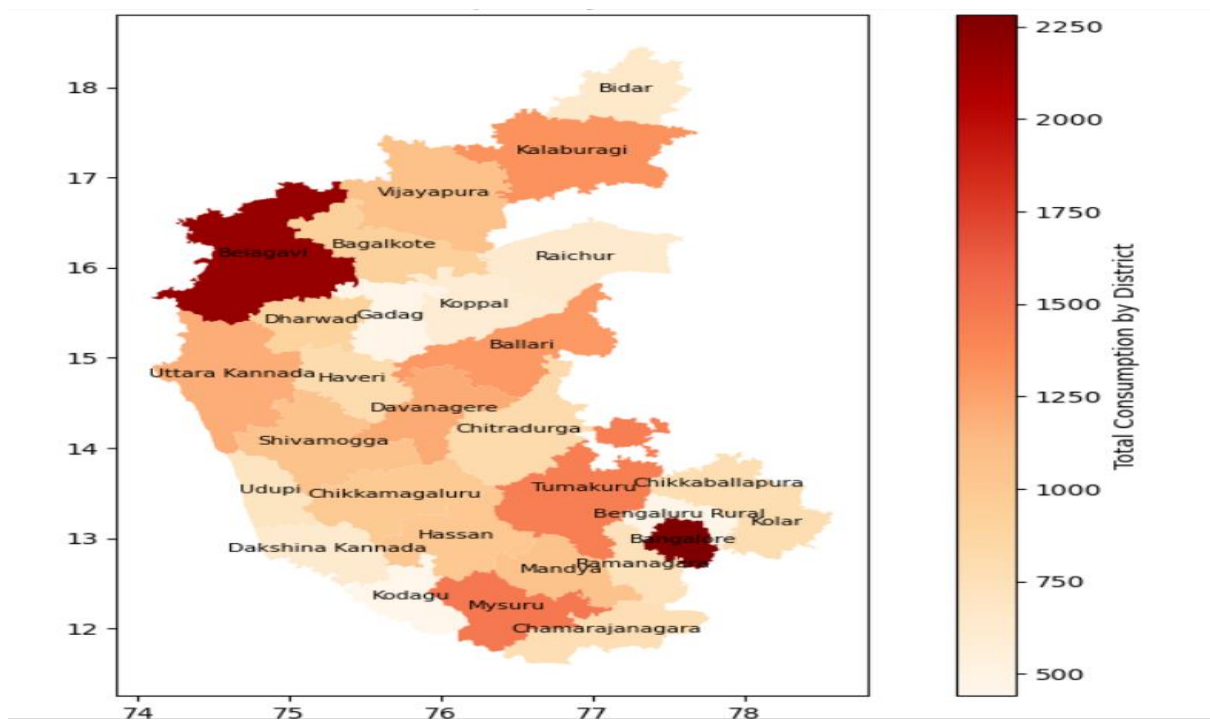 18
17
16
15
14
13
12
74
75
76
77
78
Bidar
Kalaburagi
Vijayapura
Belagavi
Bagalkote
Raichur
Koppal
Gadag
Dharwad
Ballari
Uttara Kannada
Haveri
Davanagere
Chitradurga
Shivamogga
Tumakuru
Chikkaballapura
Udupi
Chikkamagaluru
Bengaluru Rural
Kolar
Hassan
Bangalore
Dakshina Kannada
Mandya
Ramanagara
Kodagu
Mysuru
Chamarajanagara
2250
2000
1750
1500
1250
1000
750
500
Total Consumption by District